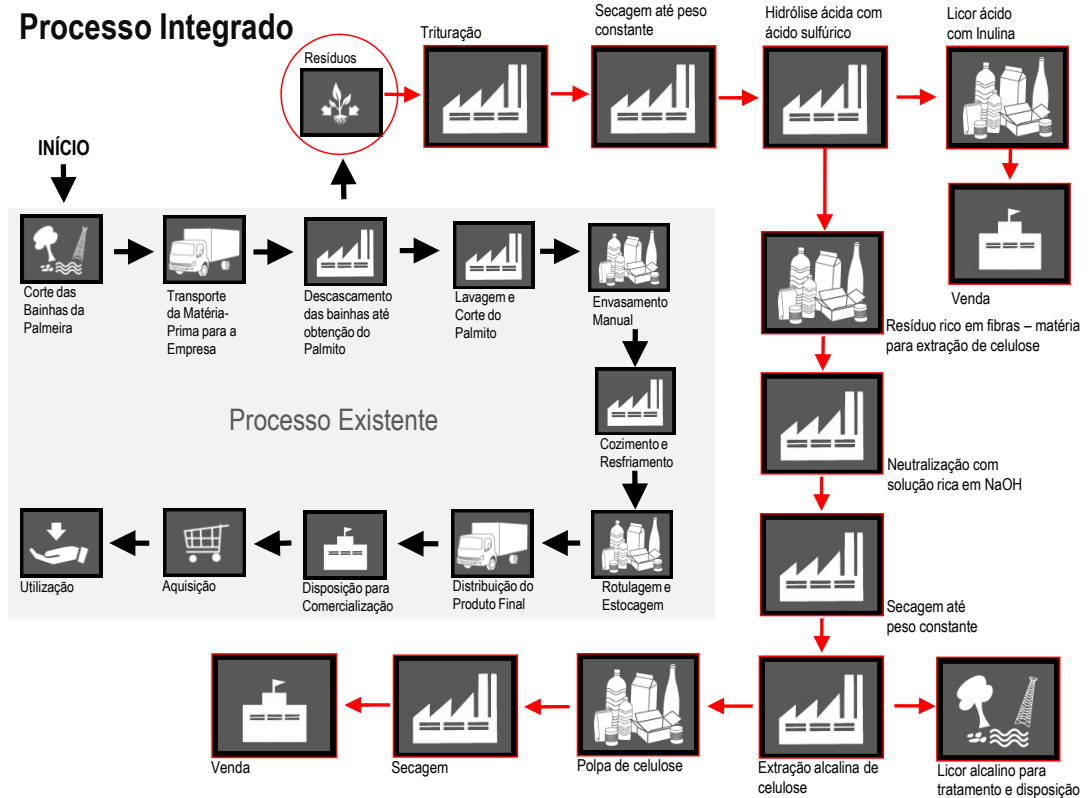 Processo Integrado
Resíduos
Trituração
Secagem até peso
constante
Hidrólise ácida com
ácido sulfúrico
Licor ácido
com Inulina
Venda
INÍCIO
Corte das
Bainhas da
Palmeira
Transporte
da Matéria-
Prima para a
Empresa
Descascamento
das bainhas até
obtenção do
Palmito
Lavagem e
Corte do
Palmito
Envasamento
Manual
Processo Existente
Cozimento e
Resfriamento
Rotulagem e
Estocagem
Distribuição do
Produto Final
Disposição para
Comercialização
Aquisição
Utilização
Resíduo rico em fibras – matéria
para extração de celulose
Neutralização com
solução rica em NaOH
Secagem até
peso constante
Extração alcalina de
celulose
Licor alcalino para
tratamento e disposição
Polpa de celulose
Secagem
Venda